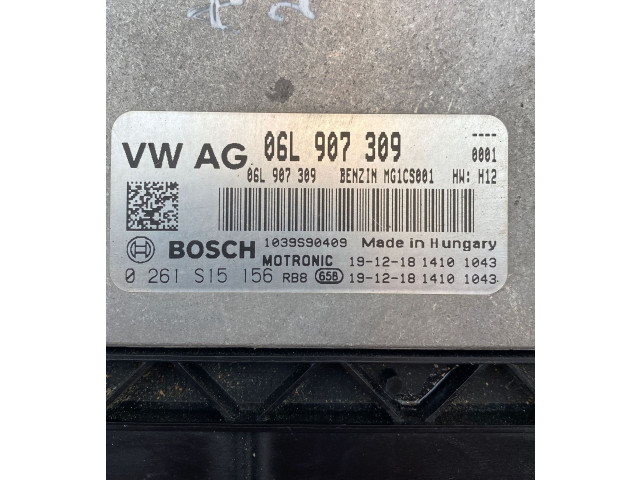 VW AG 06L 907 309 ----
06L 907 309 BENZIN MG1CS001 HW: H12 0001
BOSCH 1039S90409 Made in Hungary
MOTRONIC 19-12-18 1410 1043
0 261 S15 156 RB8 656 19-12-18 1410 1043